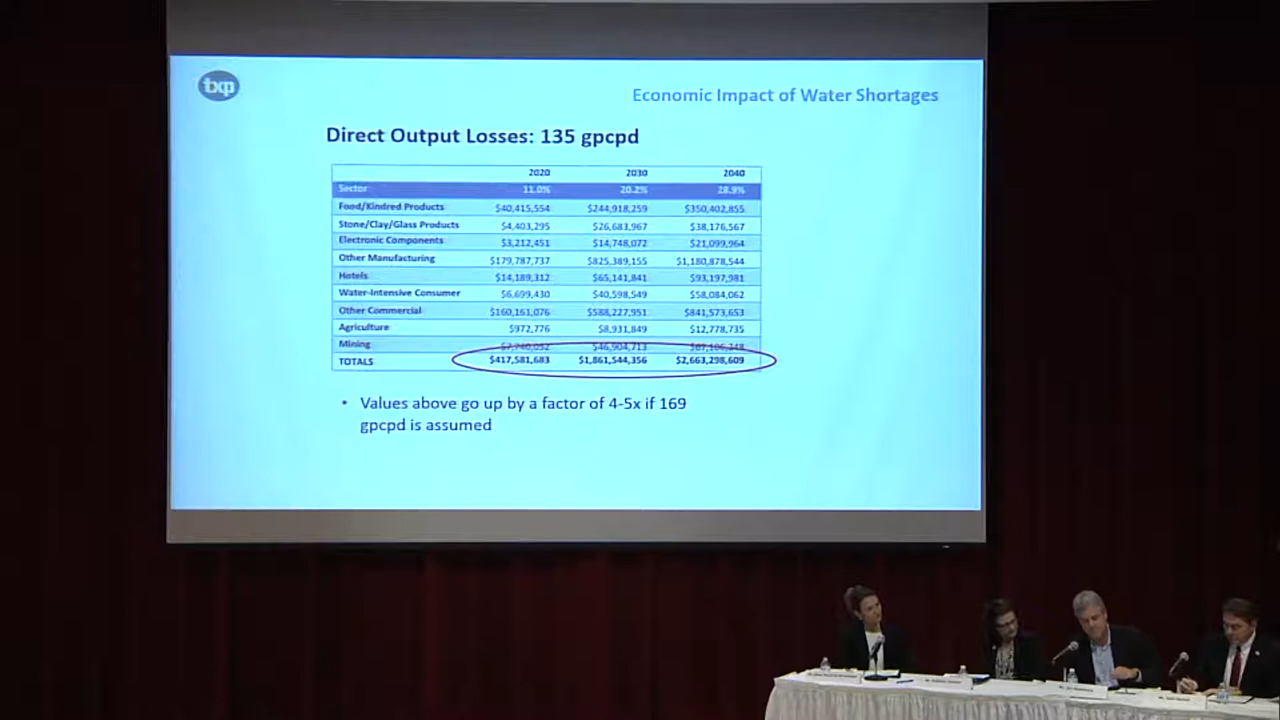 txp
Economic Impact of Water Shortages
Direct Output Losses: 135 gpcpd
2020 2030 2040
Sector 11.0% 20.2% 28.9%
Food/Kindred Products $40,415,554 $244,918,259 $350,402,855
Stone/Clay/Glass Products $4,403,295 $26,683,967 $38,176,567
Electronic Components $3,212,451 $14,748,072 $21,099,964
Other Manufacturing $179,787,737 $825,389,155 $1,180,878,544
Hotels $14,189,312 $65,141,841 $93,197,981
Water-Intensive Consumer $6,699,430 $40,598,549 $58,084,062
Other Commercial $160,161,076 $588,227,951 $841,573,653
Agriculture $972,776 $8,931,849 $12,778,735
Mining $7,740,052 $46,904,713
TOTALS $417,581,683 $1,861,544,356 $2,663,298,609
• Values above go up by a factor of 4-5x if 169
gpcpd is assumed